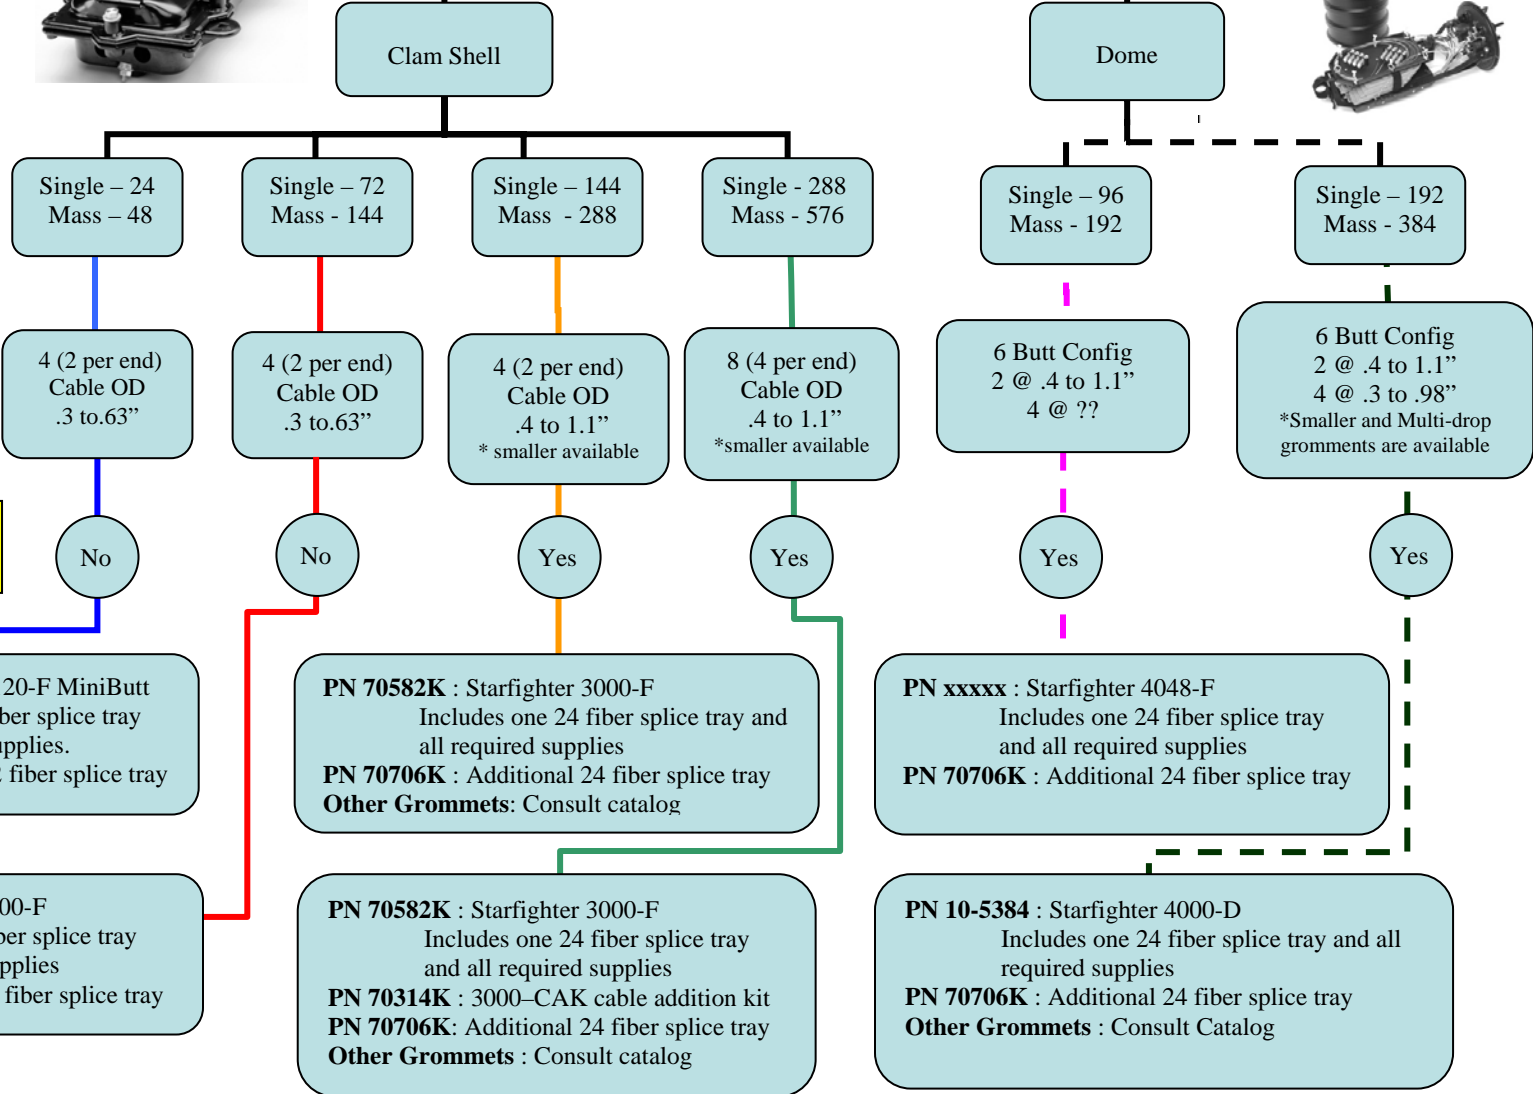 Clam Shell
Dome
Single – 24
Mass – 48
Single – 72
Mass - 144
Single – 144
Mass - 288
Single - 288
Mass - 576
Single – 96
Mass - 192
Single – 192
Mass - 384
4 (2 per end)
Cable OD
.3 to.63”
4 (2 per end)
Cable OD
.3 to.63”
4 (2 per end)
Cable OD
.4 to 1.1”
* smaller available
8 (4 per end)
Cable OD
.4 to 1.1”
*smaller available
6 Butt Config
2 @ .4 to 1.1”
4 @ ??
6 Butt Config
2 @ .4 to 1.1”
4 @ .3 to .98”
*Smaller and Multi-drop
gromments are available
No
No
Yes
Yes
Yes
Yes
20-F MiniButt
ber splice tray
upplies.
fiber splice tray
PN 70582K : Starfighter 3000-F
Includes one 24 fiber splice tray and
all required supplies
PN 70706K : Additional 24 fiber splice tray
Other Grommets: Consult catalog
PN xxxxx : Starfighter 4048-F
Includes one 24 fiber splice tray
and all required supplies
PN 70706K : Additional 24 fiber splice tray
00-F
ber splice tray
pplies
fiber splice tray
PN 70582K : Starfighter 3000-F
Includes one 24 fiber splice tray
and all required supplies
PN 70314K : 3000–CAK cable addition kit
PN 70706K: Additional 24 fiber splice tray
Other Grommets : Consult catalog
PN 10-5384 : Starfighter 4000-D
Includes one 24 fiber splice tray and all
required supplies
PN 70706K : Additional 24 fiber splice tray
Other Grommets : Consult Catalog